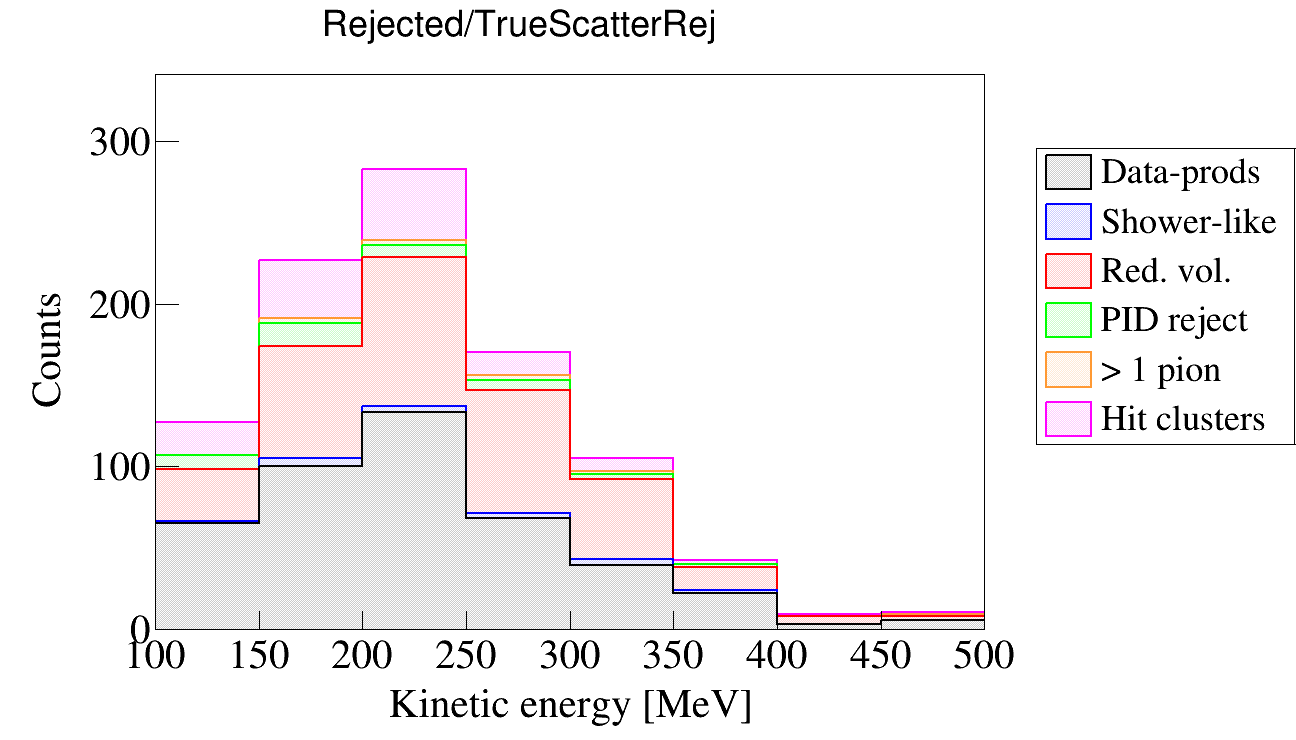 Rejected/TrueScatterRej
300
200
100
0
Counts
100 150 200 250 300 350 400 450 500
Kinetic energy [MeV]
Data-prods
Shower-like
Red. vol.
PID reject
> 1 pion
Hit clusters